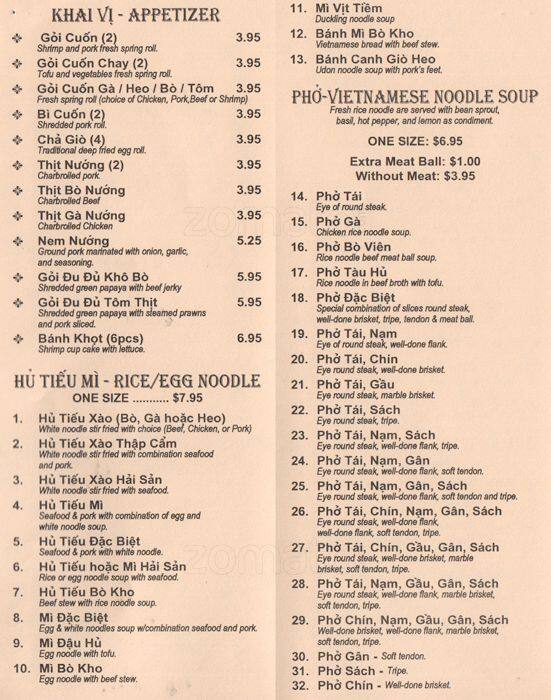 KHAI VỊ - APPETIZER
❖ Gỏi Cuốn (2) 3.95
Shrimp and pork fresh spring roll.
❖ Gỏi Cuốn Chay (2) 3.95
Tofu and vegetables fresh spring roll.
❖ Gỏi Cuốn Gà / Heo / Bò / Tôm 3.95
Fresh spring roll (choice of Chicken, Pork,Beef or Shrimp)
❖ Bì Cuốn (2) 3.95
Shredded pork roll.
❖ Chả Giò (4) 3.95
Traditional deep fried egg roll.
❖ Thịt Nướng (2) 3.95
Charbroiled pork.
❖ Thịt Bò Nướng 3.95
Charbroiled Beef
❖ Thịt Gà Nướng 3.95
Charbroiled Chicken
❖ Nem Nướng 5.25
Ground pork marinated with onion, garlic,
and seasoning.
❖ Gỏi Đu Đủ Khô Bò 5.95
Shredded green papaya with beef jerky
❖ Gỏi Đu Đủ Tôm Thịt 5.95
Shredded green papaya with steamed prawns
and pork sliced.
❖ Bánh Khọt (6pcs) 6.95
Shrimp cup cake with lettuce.
HỦ TIẾU MÌ - RICE/EGG NOODLE
ONE SIZE .......... $7.95
1. Hủ Tiếu Xào (Bò, Gà hoặc Heo)
White noodle stir fried with choice (Beef, Chicken, or Pork)
2. Hủ Tiếu Xào Thập Cẩm
White noodle stir fried with combination seafood
and pork.
3. Hủ Tiếu Xào Hải Sản
White noodle stir fried with seafood.
4. Hủ Tiếu Mì
Seafood & pork with combination of egg and
white noodle soup.
5. Hủ Tiếu Đặc Biệt
Seafood & pork with white noodle.
6. Hủ Tiếu hoặc Mì Hải Sản
Rice or egg noodle soup with seafood.
7. Hủ Tiếu Bò Kho
Beef stew with rice noodle soup.
8. Mì Đặc Biệt
Egg & white noodles soup w/combination seafood and pork.
9. Mì Đậu Hủ
Egg noodle with tofu.
10. Mì Bò Kho
Egg noodle with beef stew.
11. Mì Vịt Tiềm
Duckling noodle soup
12. Bánh Mì Bò Kho
Vietnamese bread with beef stew.
13. Bánh Canh Giò Heo
Udon noodle soup with pork's feet.
PHỞ-VIETNAMESE NOODLE SOUP
Fresh rice noodle are served with bean sprout,
basil, hot pepper, and lemon as condiment.
ONE SIZE: $6.95
Extra Meat Ball: $1.00
Without Meat: $3.95
14. Phở Tái
Eye of round steak.
15. Phở Gà
Chicken rice noodle soup.
16. Phở Bò Viên
Rice noodle beef meat ball soup.
17. Phở Tàu Hủ
Rice noodle in beef broth with tofu.
18. Phở Đặc Biệt
Special combination of slices round steak,
well-done brisket, tripe, tendon & meat ball.
19. Phở Tái, Nạm
Eye of round steak, well-done flank.
20. Phở Tái, Chín
Eye round steak, well-done brisket.
21. Phở Tái, Gầu
Eye round steak, marble brisket.
22. Phở Tái, Sách
Eye round steak, tripe.
23. Phở Tái, Nạm, Sách
Eye round steak, well-done flank, tripe.
24. Phở Tái, Nạm, Gân
Eye round steak, well-done flank, soft tendon.
25. Phở Tái, Nạm, Gân, Sách
Eye round steak, well-done flank, soft tendon and tripe.
26. Phở Tái, Chín, Nạm, Gân, Sách
Eye round steak, well-done flank,
well-done flank, soft tendon, tripe.
27. Phở Tái, Chín, Gầu, Gân, Sách
Eye round steak, well-done brisket, marble
brisket, soft tendon, tripe.
28. Phở Tái, Nạm, Gầu, Gân, Sách
Eye round steak, well-done flank, marble brisket,
soft tendon, tripe.
29. Phở Chín, Nạm, Gầu, Gân, Sách
Well-done brisket, well-done flank, marble brisket,
soft tendon, tripe.
30. Phở Gân - Soft tendon.
31. Phở Sách - Tripe.
32. Phở Chín - Well-done brisket.